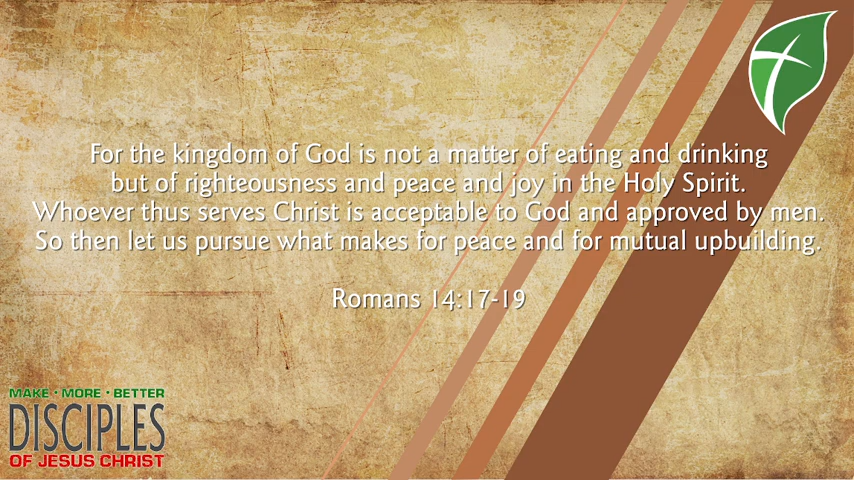 For the kingdom of God is not a matter of eating and drinking
but of righteousness and peace and joy in the Holy Spirit.
Whoever thus serves Christ is acceptable to God and approved by men.
So then let us pursue what makes for peace and for mutual upbuilding.
Romans 14:17-19
MAKE · MORE · BETTER
DISCIPLES
OF JESUS CHRIST